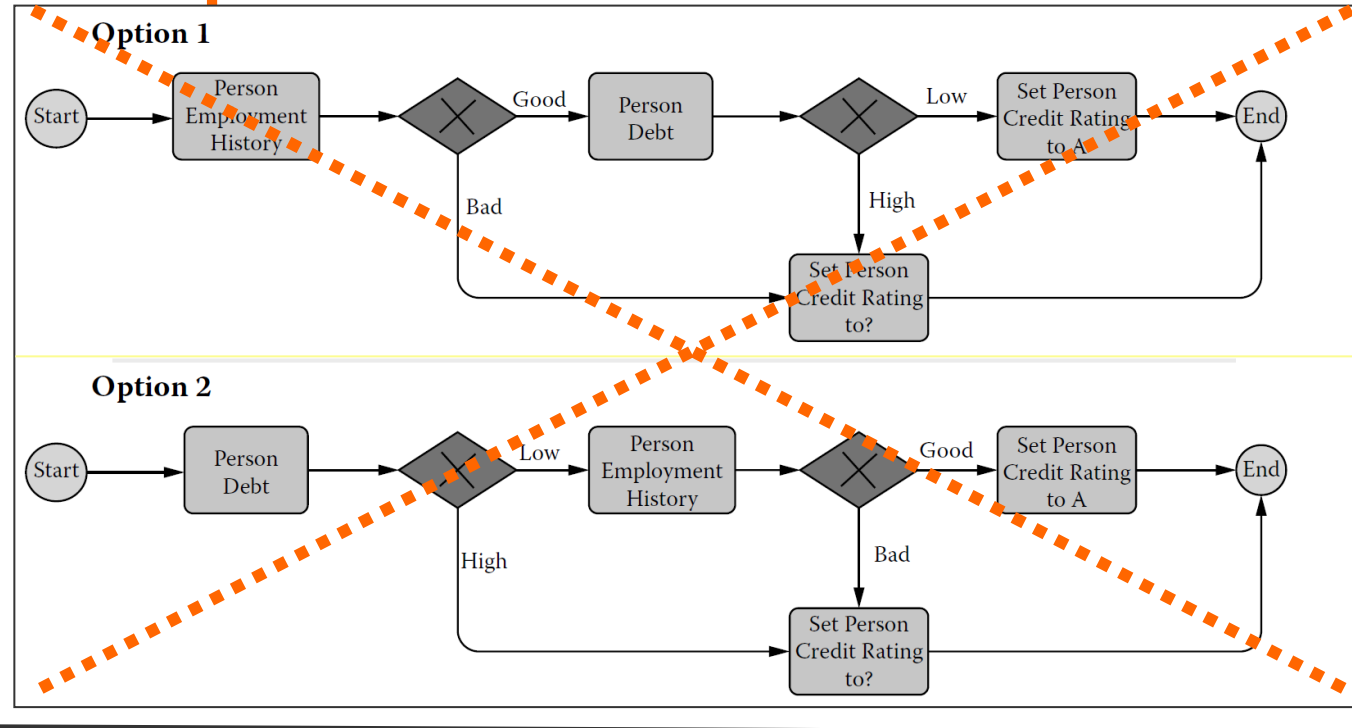 Option 1
Start
Person
Employment
History
Good
Bad
Person
Debt
Low
High
Set Person
Credit Rating
to A
End
Set Person
Credit Rating
to?
Option 2
Start
Person
Debt
Low
High
Person
Employment
History
Good
Bad
Set Person
Credit Rating
to A
End
Set Person
Credit Rating
to?